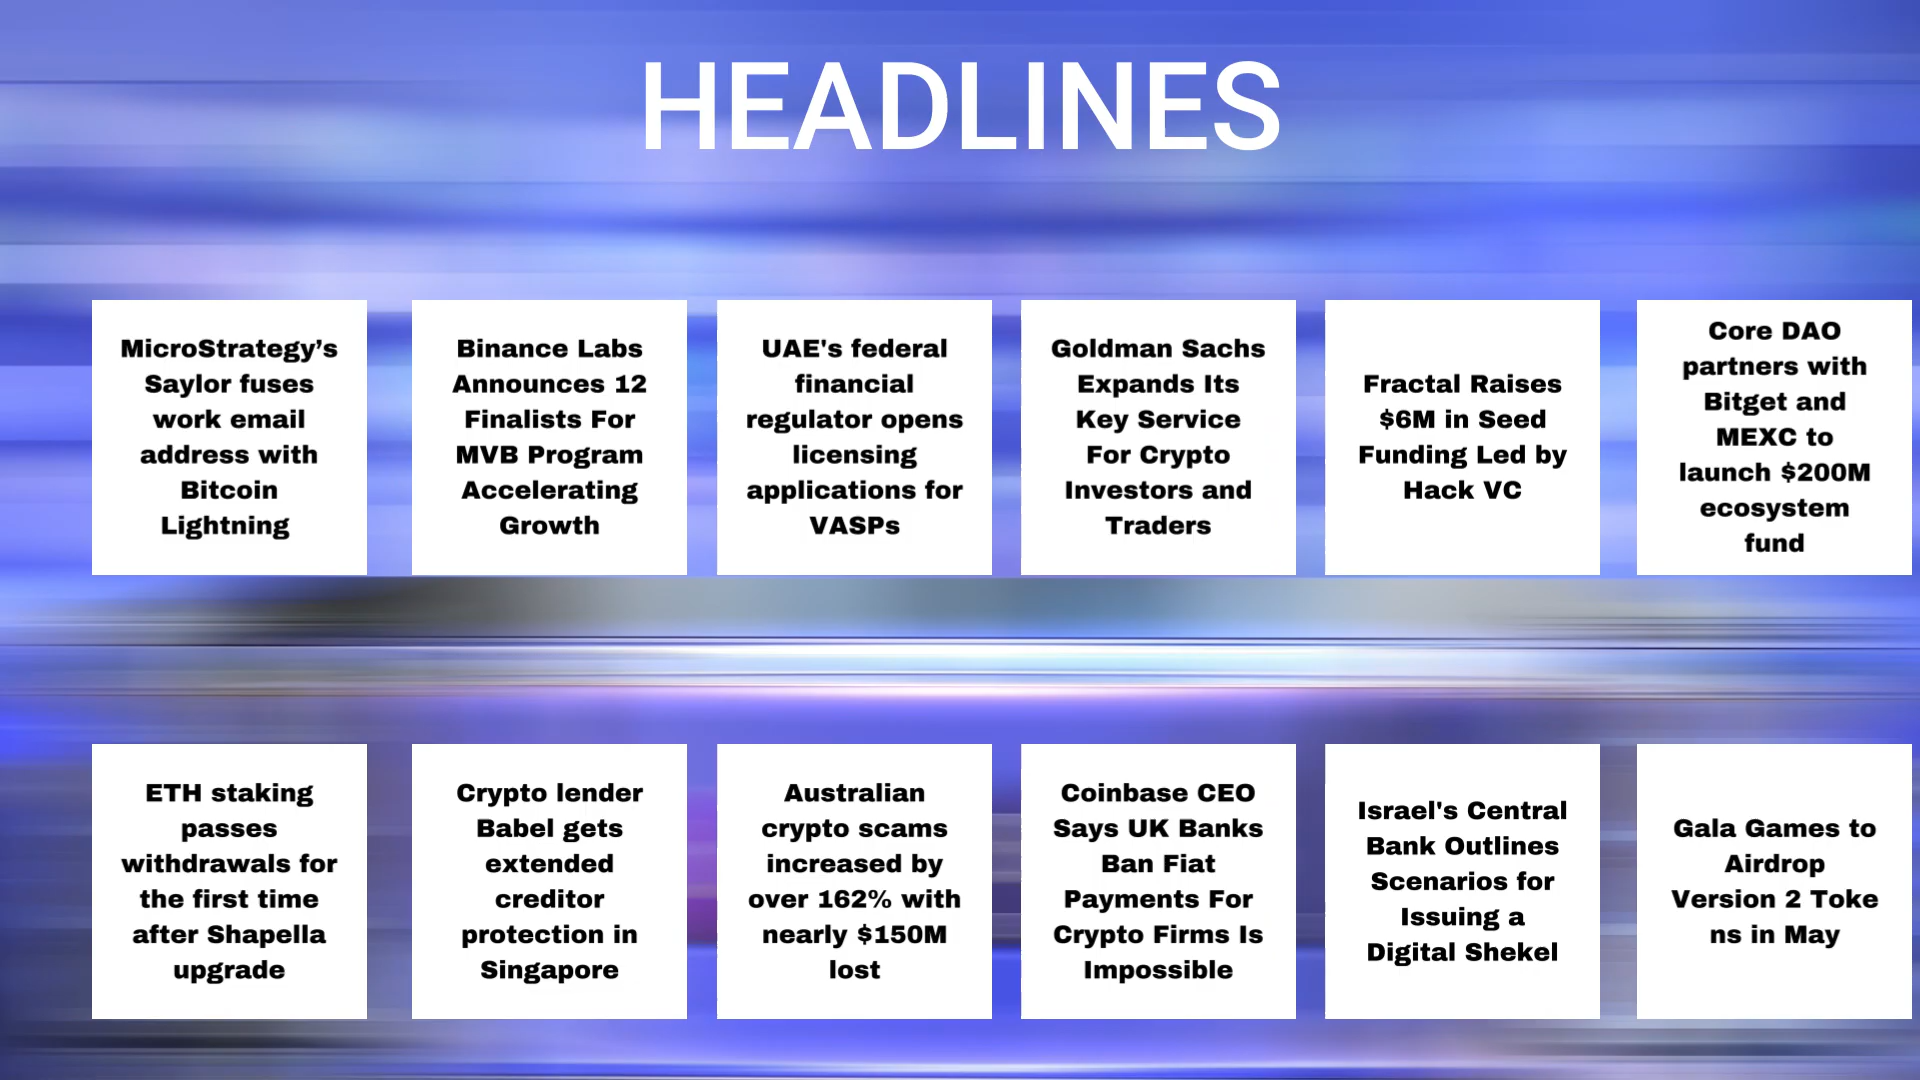 HEADLINES
MicroStrategy’s
Saylor fuses
work email
address with
Bitcoin
Lightning
Binance Labs
Announces 12
Finalists For
MVB Program
Accelerating
Growth
UAE's federal
financial
regulator opens
licensing
applications for
VASPs
Goldman Sachs
Expands Its
Key Service
For Crypto
Investors and
Traders
Fractal Raises
$6M in Seed
Funding Led by
Hack VC
Core DAO
partners with
Bitget and
MEXC to
launch $200M
ecosystem
fund
ETH staking
passes
withdrawals for
the first time
after Shapella
upgrade
Crypto lender
Babel gets
extended
creditor
protection in
Singapore
Australian
crypto scams
increased by
over 162% with
nearly $150M
lost
Coinbase CEO
Says UK Banks
Ban Fiat
Payments For
Crypto Firms Is
Impossible
Israel's Central
Bank Outlines
Scenarios for
Issuing a
Digital Shekel
Gala Games to
Airdrop
Version 2 Toke
ns in May